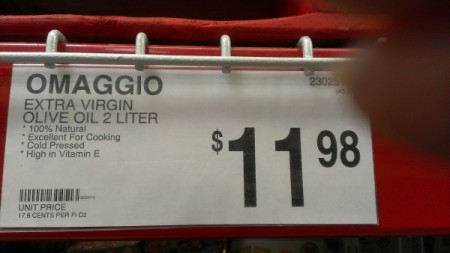 OMAGGIO
EXTRA VIRGIN
OLIVE OIL 2 LITER
* 100% Natural
* Excellent For Cooking
* Cold Pressed
* High in Vitamin E
$11.98
UNIT PRICE
17.6 CENTS PER Fl Oz